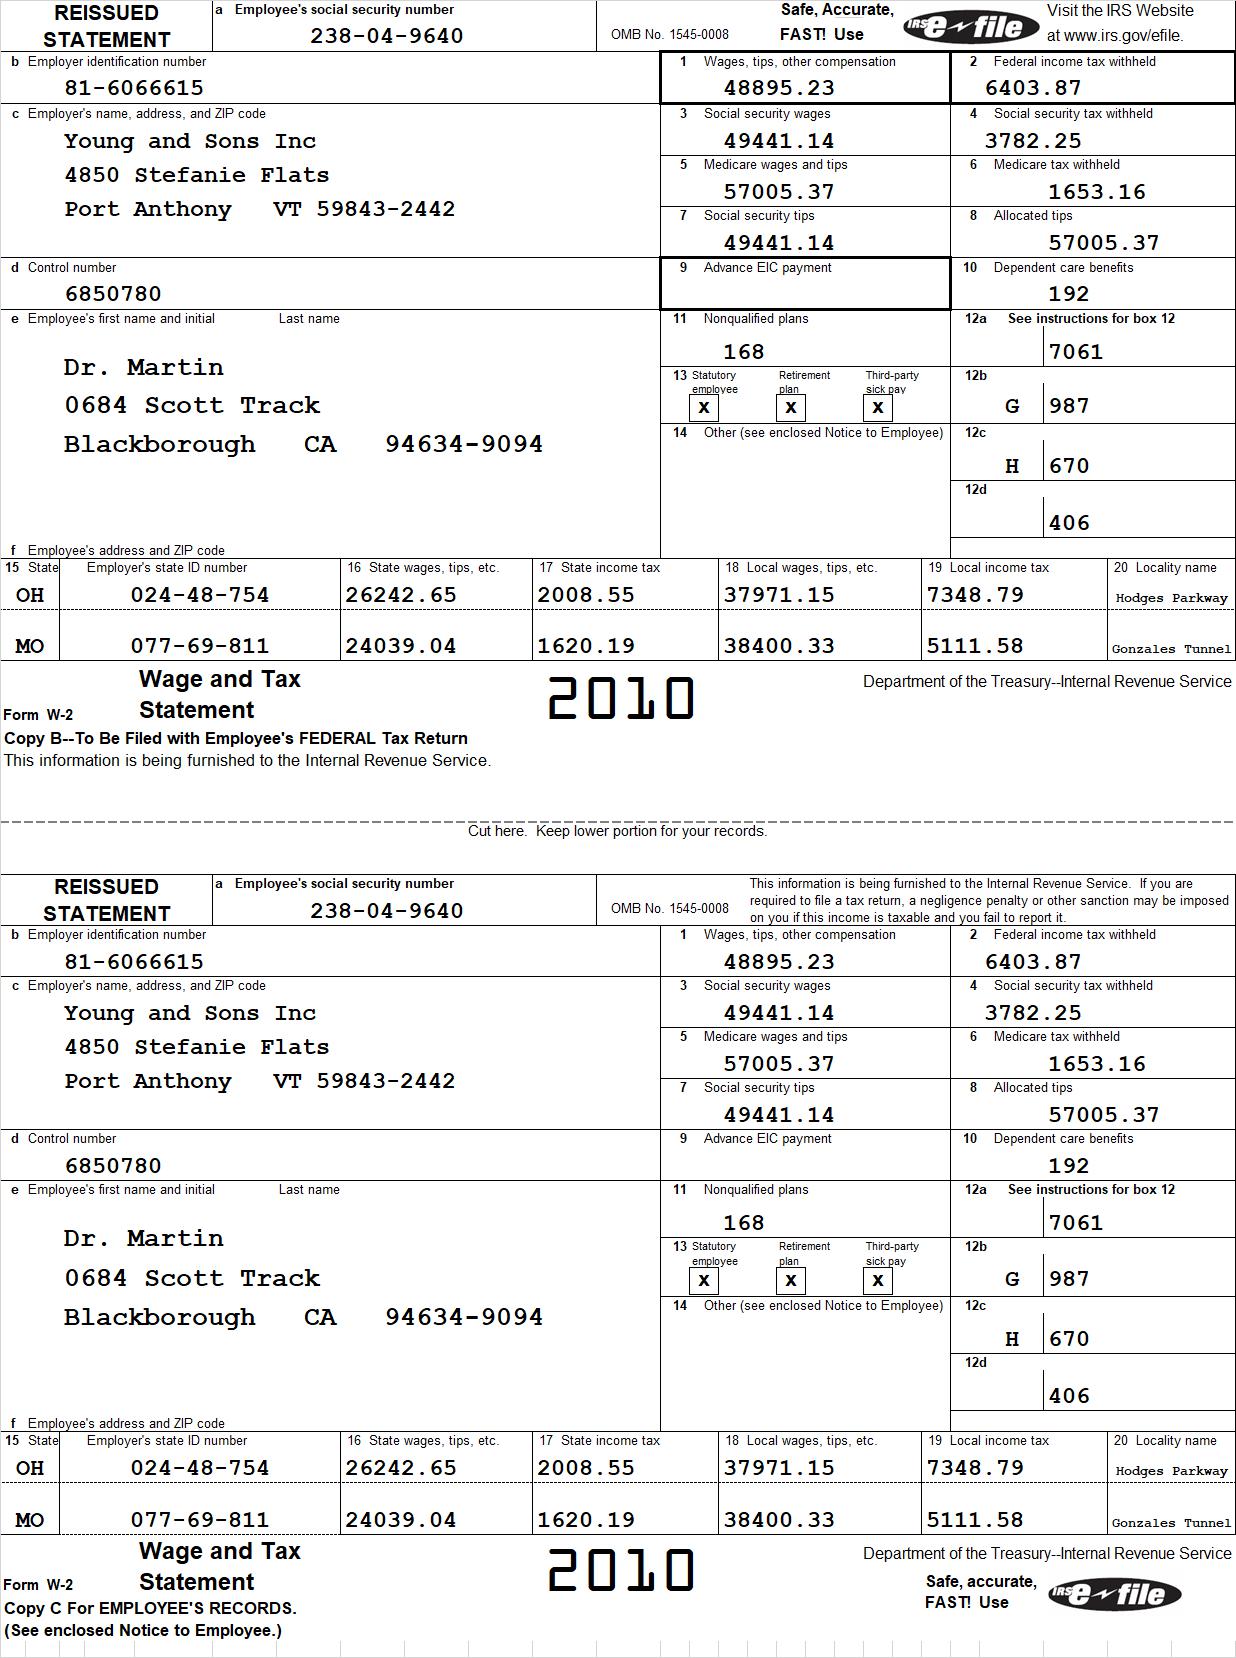 REISSUED STATEMENT
a Employee's social security number
238-04-9640
OMB No. 1545-0008
Safe, Accurate,
FAST! Use
IRS e-file
Visit the IRS Website
at www.irs.gov/efile.
b Employer identification number
81-6066615
1 Wages, tips, other compensation
48895.23
2 Federal income tax withheld
6403.87
c Employer's name, address, and ZIP code
Young and Sons Inc
4850 Stefanie Flats
Port Anthony VT 59843-2442
3 Social security wages
49441.14
4 Social security tax withheld
3782.25
5 Medicare wages and tips
57005.37
6 Medicare tax withheld
1653.16
7 Social security tips
49441.14
8 Allocated tips
57005.37
d Control number
6850780
9 Advance EIC payment
10 Dependent care benefits
192
e Employee's first name and initial Last name
Dr. Martin
0684 Scott Track
Blackborough CA 94634-9094
11 Nonqualified plans
168
12a See instructions for box 12
7061
13 Statutory employee
Retirement plan
Third-party sick pay
X X X
12b
G 987
14 Other (see enclosed Notice to Employee)
12c
H 670
12d
406
f Employee's address and ZIP code
15 State Employer's state ID number 16 State wages, tips, etc. 17 State income tax 18 Local wages, tips, etc. 19 Local income tax 20 Locality name
OH 024-48-754 26242.65 2008.55 37971.15 7348.79 Hodges Parkway
MO 077-69-811 24039.04 1620.19 38400.33 5111.58 Gonzales Tunnel
Wage and Tax
Statement
Form W-2
2010
Department of the Treasury--Internal Revenue Service
Copy B--To Be Filed with Employee's FEDERAL Tax Return
This information is being furnished to the Internal Revenue Service.
Cut here. Keep lower portion for your records.
REISSUED STATEMENT
a Employee's social security number
238-04-9640
OMB No. 1545-0008
This information is being furnished to the Internal Revenue Service. If you are
required to file a tax return, a negligence penalty or other sanction may be imposed
on you if this income is taxable and you fail to report it.
b Employer identification number
81-6066615
1 Wages, tips, other compensation
48895.23
2 Federal income tax withheld
6403.87
c Employer's name, address, and ZIP code
Young and Sons Inc
4850 Stefanie Flats
Port Anthony VT 59843-2442
3 Social security wages
49441.14
4 Social security tax withheld
3782.25
5 Medicare wages and tips
57005.37
6 Medicare tax withheld
1653.16
7 Social security tips
49441.14
8 Allocated tips
57005.37
d Control number
6850780
9 Advance EIC payment
10 Dependent care benefits
192
e Employee's first name and initial Last name
Dr. Martin
0684 Scott Track
Blackborough CA 94634-9094
11 Nonqualified plans
168
12a See instructions for box 12
7061
13 Statutory employee
Retirement plan
Third-party sick pay
X X X
12b
G 987
14 Other (see enclosed Notice to Employee)
12c
H 670
12d
406
f Employee's address and ZIP code
15 State Employer's state ID number 16 State wages, tips, etc. 17 State income tax 18 Local wages, tips, etc. 19 Local income tax 20 Locality name
OH 024-48-754 26242.65 2008.55 37971.15 7348.79 Hodges Parkway
MO 077-69-811 24039.04 1620.19 38400.33 5111.58 Gonzales Tunnel
Wage and Tax
Statement
Form W-2
2010
Department of the Treasury--Internal Revenue Service
Safe, accurate,
FAST! Use
IRS e-file
Copy C For EMPLOYEE'S RECORDS.
(See enclosed Notice to Employee.)